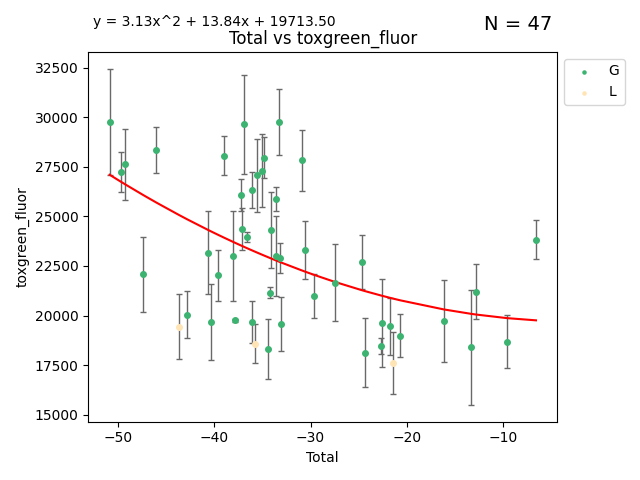 y = 3.13x^2 + 13.84x + 19713.50
N = 47
Total vs toxgreen_fluor
32500
30000
27500
25000
22500
20000
17500
15000
toxgreen_fluor
−50
−40
−30
−20
−10
Total
G
L